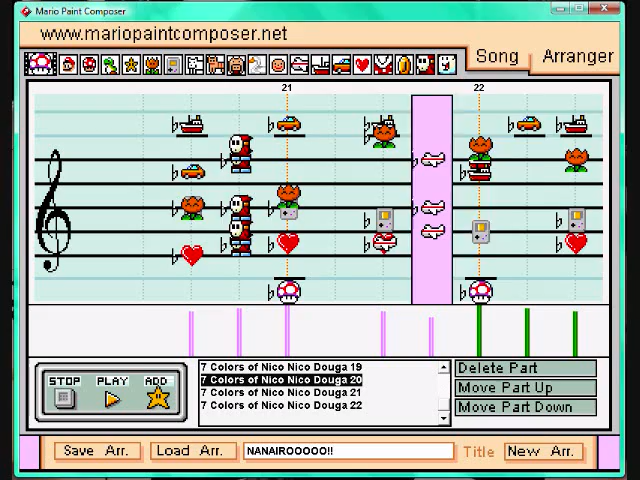 Mario Paint Composer
www.mariopaintcomposer.net
Song
Arranger
21
22
STOP PLAY ADD
7 Colors of Nico Nico Douga 19
7 Colors of Nico Nico Douga 20
7 Colors of Nico Nico Douga 21
7 Colors of Nico Nico Douga 22
Delete Part
Move Part Up
Move Part Down
Save Arr.
Load Arr.
NANAIROOOOO!!
Title
New Arr.